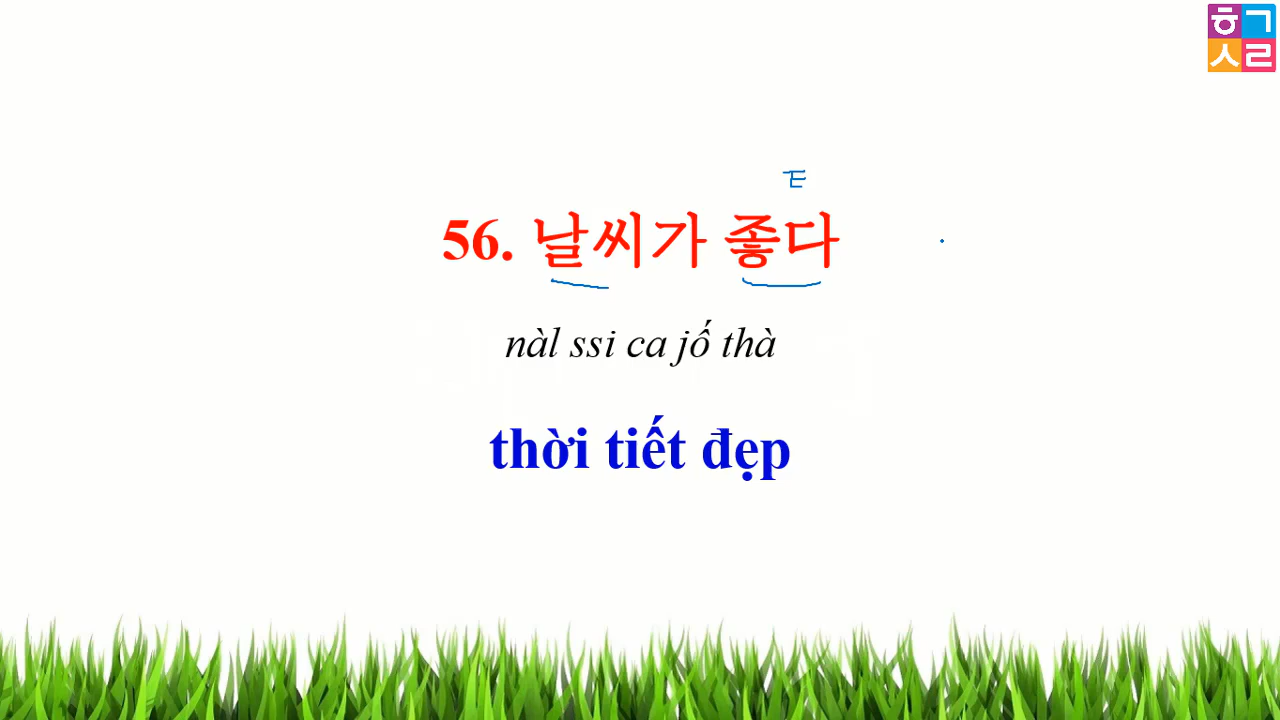 ㅎㄱ
ㅅㄹ
ㅌ
56. 날씨가 좋다
nàl ssi ca jố thà
thời tiết đẹp